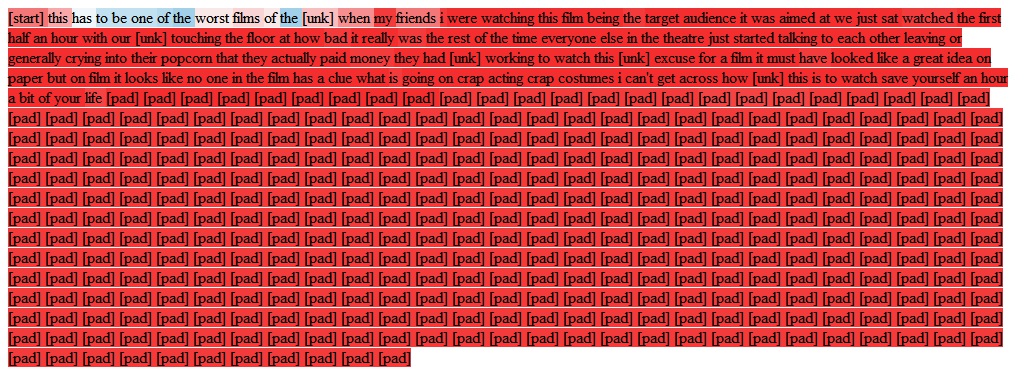 [start] this has to be one of the worst films of the [unk] when my friends i were watching this film being the target audience it was aimed at we just sat watched the first
half an hour with our [unk] touching the floor at how bad it really was the rest of the time everyone else in the theatre just started talking to each other leaving or
generally crying into their popcorn that they actually paid money they had [unk] working to watch this [unk] excuse for a film it must have looked like a great idea on
paper but on film it looks like no one in the film has a clue what is going on crap acting crap costumes i can't get across how [unk] this is to watch save yourself an hour
a bit of your life [pad] [pad] [pad] [pad] [pad] [pad] [pad] [pad] [pad] [pad] [pad] [pad] [pad] [pad] [pad] [pad] [pad] [pad] [pad] [pad] [pad] [pad] [pad] [pad]
[pad] [pad] [pad] [pad] [pad] [pad] [pad] [pad] [pad] [pad] [pad] [pad] [pad] [pad] [pad] [pad] [pad] [pad] [pad] [pad] [pad] [pad] [pad] [pad] [pad] [pad] [pad]
[pad] [pad] [pad] [pad] [pad] [pad] [pad] [pad] [pad] [pad] [pad] [pad] [pad] [pad] [pad] [pad] [pad] [pad] [pad] [pad] [pad] [pad] [pad] [pad] [pad] [pad] [pad]
[pad] [pad] [pad] [pad] [pad] [pad] [pad] [pad] [pad] [pad] [pad] [pad] [pad] [pad] [pad] [pad] [pad] [pad] [pad] [pad] [pad] [pad] [pad] [pad] [pad] [pad] [pad]
[pad] [pad] [pad] [pad] [pad] [pad] [pad] [pad] [pad] [pad] [pad] [pad] [pad] [pad] [pad] [pad] [pad] [pad] [pad] [pad] [pad] [pad] [pad] [pad] [pad] [pad] [pad]
[pad] [pad] [pad] [pad] [pad] [pad] [pad] [pad] [pad] [pad] [pad] [pad] [pad] [pad] [pad] [pad] [pad] [pad] [pad] [pad] [pad] [pad] [pad] [pad] [pad] [pad] [pad]
[pad] [pad] [pad] [pad] [pad] [pad] [pad] [pad] [pad] [pad] [pad] [pad] [pad] [pad] [pad] [pad] [pad] [pad] [pad] [pad] [pad] [pad] [pad] [pad] [pad] [pad] [pad]
[pad] [pad] [pad] [pad] [pad] [pad] [pad] [pad] [pad] [pad] [pad] [pad] [pad] [pad] [pad] [pad] [pad] [pad] [pad] [pad] [pad] [pad] [pad] [pad] [pad] [pad] [pad]
[pad] [pad] [pad] [pad] [pad] [pad] [pad] [pad] [pad] [pad] [pad] [pad] [pad] [pad] [pad] [pad] [pad] [pad] [pad] [pad] [pad] [pad] [pad] [pad] [pad] [pad] [pad]
[pad] [pad] [pad] [pad] [pad] [pad] [pad] [pad] [pad] [pad] [pad] [pad] [pad] [pad] [pad] [pad] [pad] [pad] [pad] [pad] [pad] [pad] [pad] [pad] [pad] [pad] [pad]
[pad] [pad] [pad] [pad] [pad] [pad] [pad] [pad] [pad] [pad] [pad] [pad] [pad] [pad] [pad] [pad] [pad] [pad] [pad] [pad] [pad] [pad] [pad] [pad] [pad] [pad] [pad]
[pad] [pad] [pad] [pad] [pad] [pad] [pad] [pad] [pad] [pad] [pad] [pad] [pad] [pad] [pad] [pad] [pad] [pad] [pad] [pad] [pad] [pad] [pad] [pad] [pad] [pad] [pad]
[pad] [pad] [pad] [pad] [pad] [pad] [pad] [pad] [pad] [pad] [pad] [pad] [pad] [pad] [pad] [pad] [pad] [pad] [pad] [pad] [pad] [pad] [pad] [pad] [pad] [pad] [pad]
[pad] [pad] [pad] [pad] [pad] [pad] [pad] [pad] [pad] [pad] [pad]